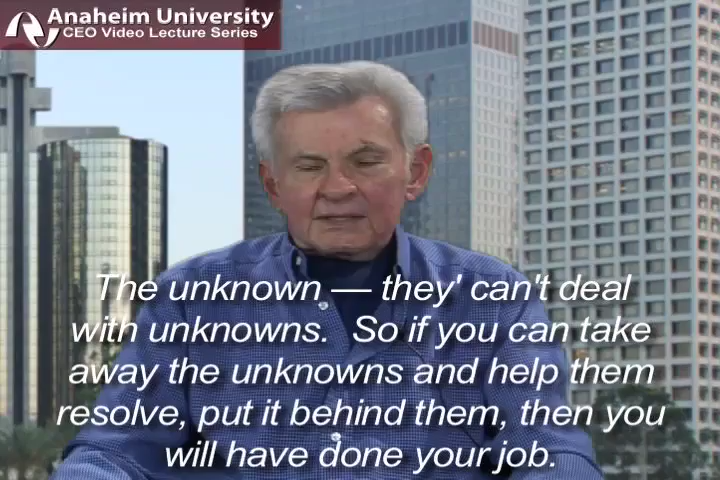 Anaheim University
CEO Video Lecture Series
The unknown — they' can't deal
with unknowns. So if you can take
away the unknowns and help them
resolve, put it behind them, then you
will have done your job.